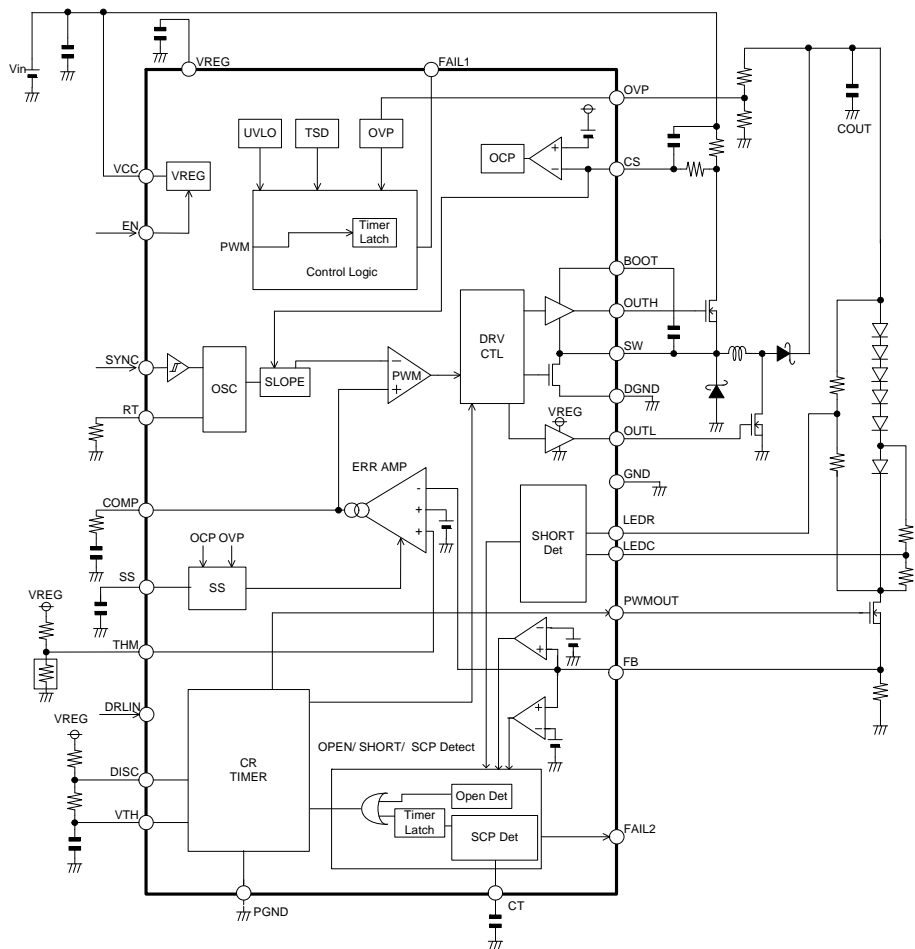 VREG
FAIL1
Vin
OVP
COUT
UVLO
TSD
OVP
OCP
+
−
CS
VCC
VREG
EN
PWM
Timer
Latch
Control Logic
BOOT
OUTH
DRV
CTL
SW
SYNC
OSC
SLOPE
−
PWM
+
DGND
RT
VREG
OUTL
ERR AMP
GND
COMP
-
+
+
SHORT
Det
LEDR
LEDC
OCP OVP
SS
SS
PWMOUT
VREG
THM
−
+
FB
DRLIN
+
−
VREG
CR
TIMER
OPEN/ SHORT/ SCP Detect
DISC
Open Det
Timer
Latch
SCP Det
VTH
FAIL2
PGND
CT